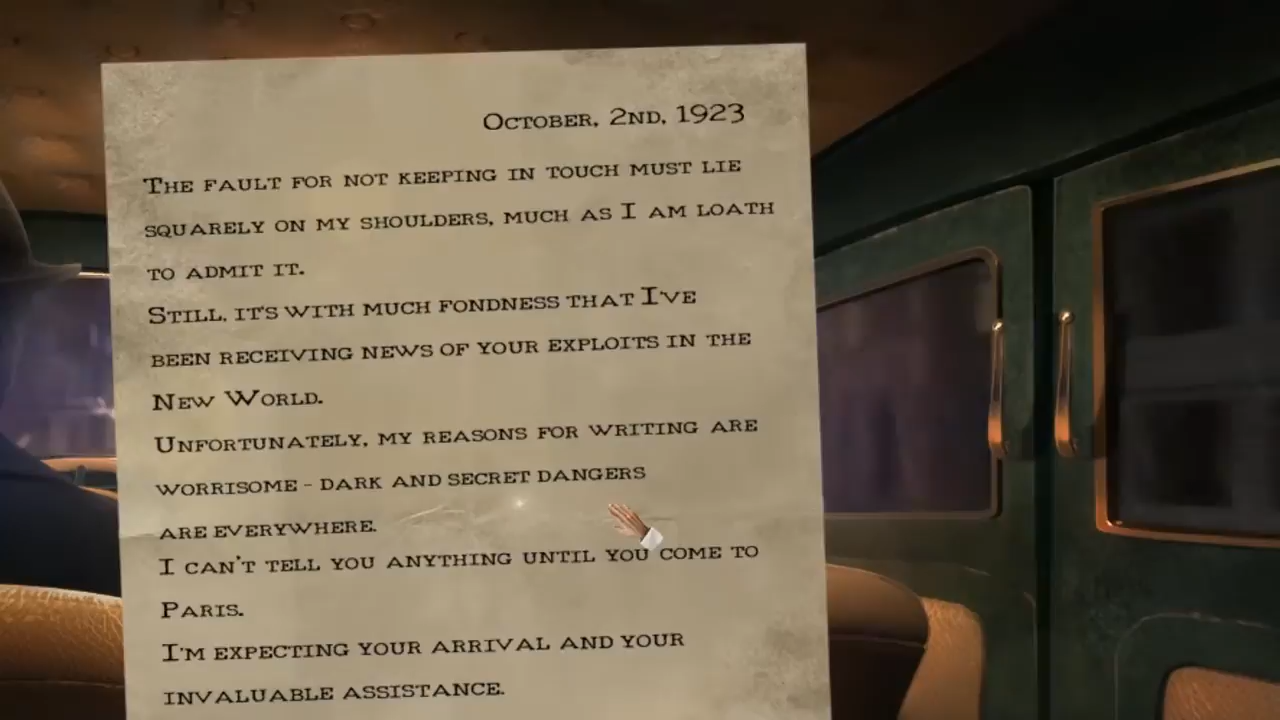 October, 2nd, 1923
The fault for not keeping in touch must lie
squarely on my shoulders, much as I am loath
to admit it.
Still, it's with much fondness that I've
been receiving news of your exploits in the
New World.
Unfortunately, my reasons for writing are
worrisome - dark and secret dangers
are everywhere.
I can't tell you anything until you come to
Paris.
I'm expecting your arrival and your
invaluable assistance.